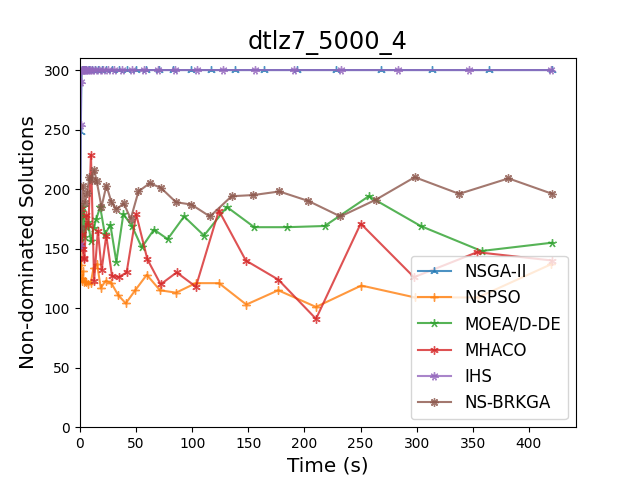 dtlz7_5000_4
Non-dominated Solutions
300
250
200
150
100
50
0
0 50 100 150 200 250 300 350 400
Time (s)
NSGA-II
NSPSO
MOEA/D-DE
MHACO
IHS
NS-BRKGA